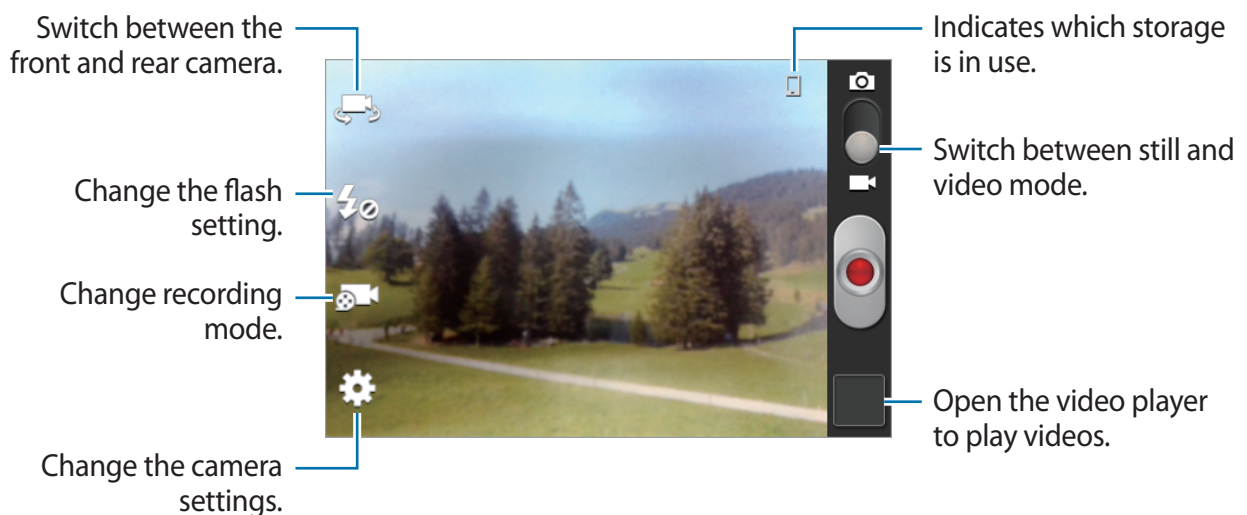 Switch between the
front and rear camera.
Change the flash
setting.
Change recording
mode.
Change the camera
settings.
Indicates which storage
is in use.
Switch between still and
video mode.
Open the video player
to play videos.